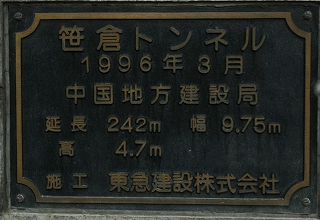 笹倉トンネル
1996年3月
中国地方建設局
延長 242m 幅 9.75m
高 4.7m
施工 東急建設株式会社